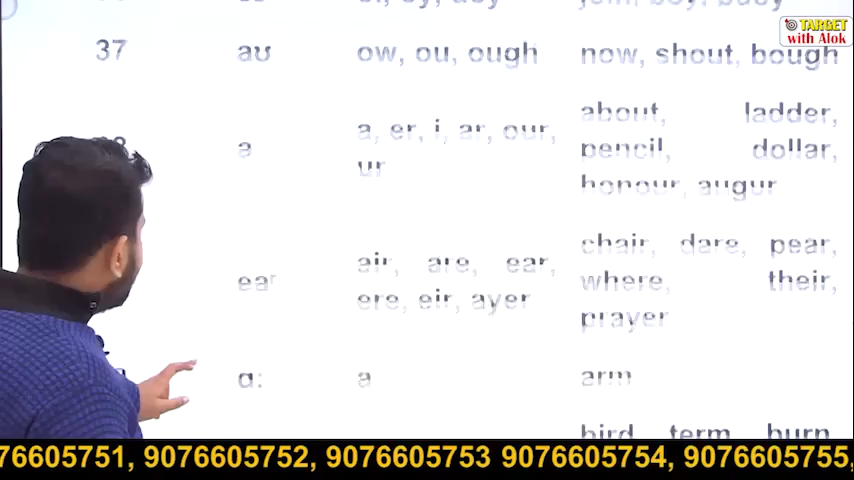 TARGET
with Alok
37 aʊ ow, ou, ough now, shout, bough
a a, er, i, ar, our, about, ladder,
ur pencil, dollar,
honour, augur
eaʳ air, are, ear, chair, dare, pear,
ere, eir, ayer where, their,
prayer
ɑ: a arm
bird term burn
76605751, 9076605752, 9076605753 9076605754, 9076605755,